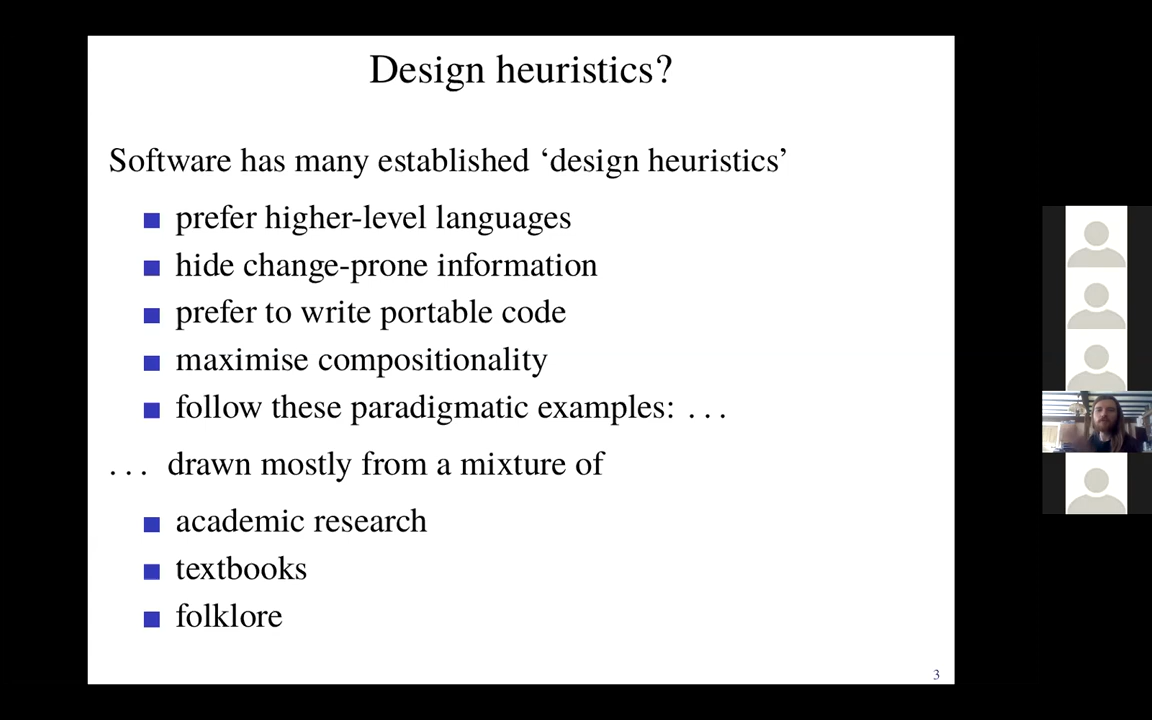 Design heuristics?
Software has many established ‘design heuristics’
prefer higher-level languages
hide change-prone information
prefer to write portable code
maximise compositionality
follow these paradigmatic examples: . . .
. . . drawn mostly from a mixture of
academic research
textbooks
folklore
3